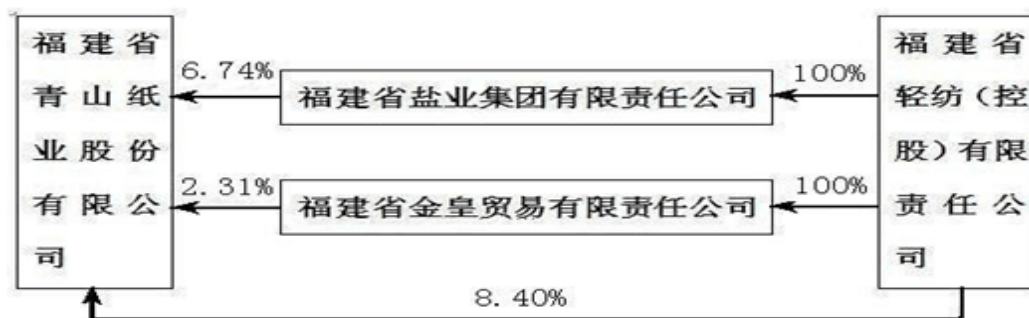 福建省
青山纸
业股份
有限公
司
6.74%
福建省盐业集团有限责任公司
100%
2.31%
福建省金皇贸易有限责任公司
100%
福建省
轻纺（控
股）有限
责任公
司
8.40%